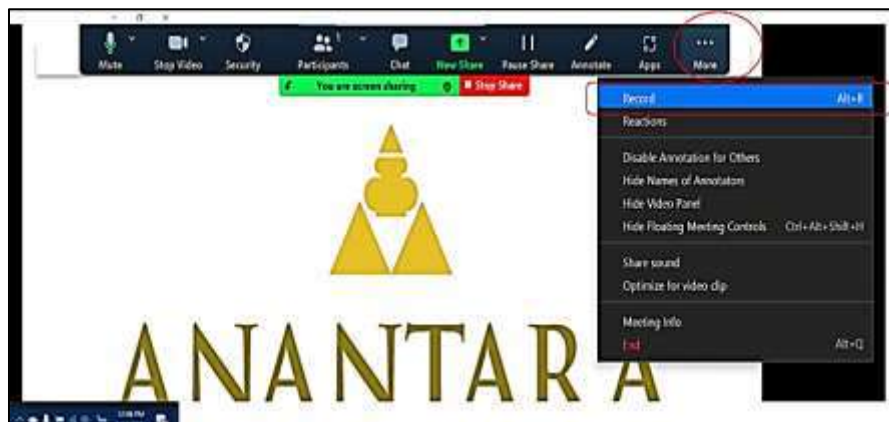 Mute Stop Video Security Participants 1 Chat New Share Pause Share Annotate Apps More
You are screen sharing Stop Share
Record Alt+R
Reactions
Disable Annotation for Others
Hide Names of Annotators
Hide Video Panel
Hide Floating Meeting Controls Ctrl+Alt+Shift+H
Share sound
Optimize for video clip
Meeting Info
End Alt+Q
ANANTARA